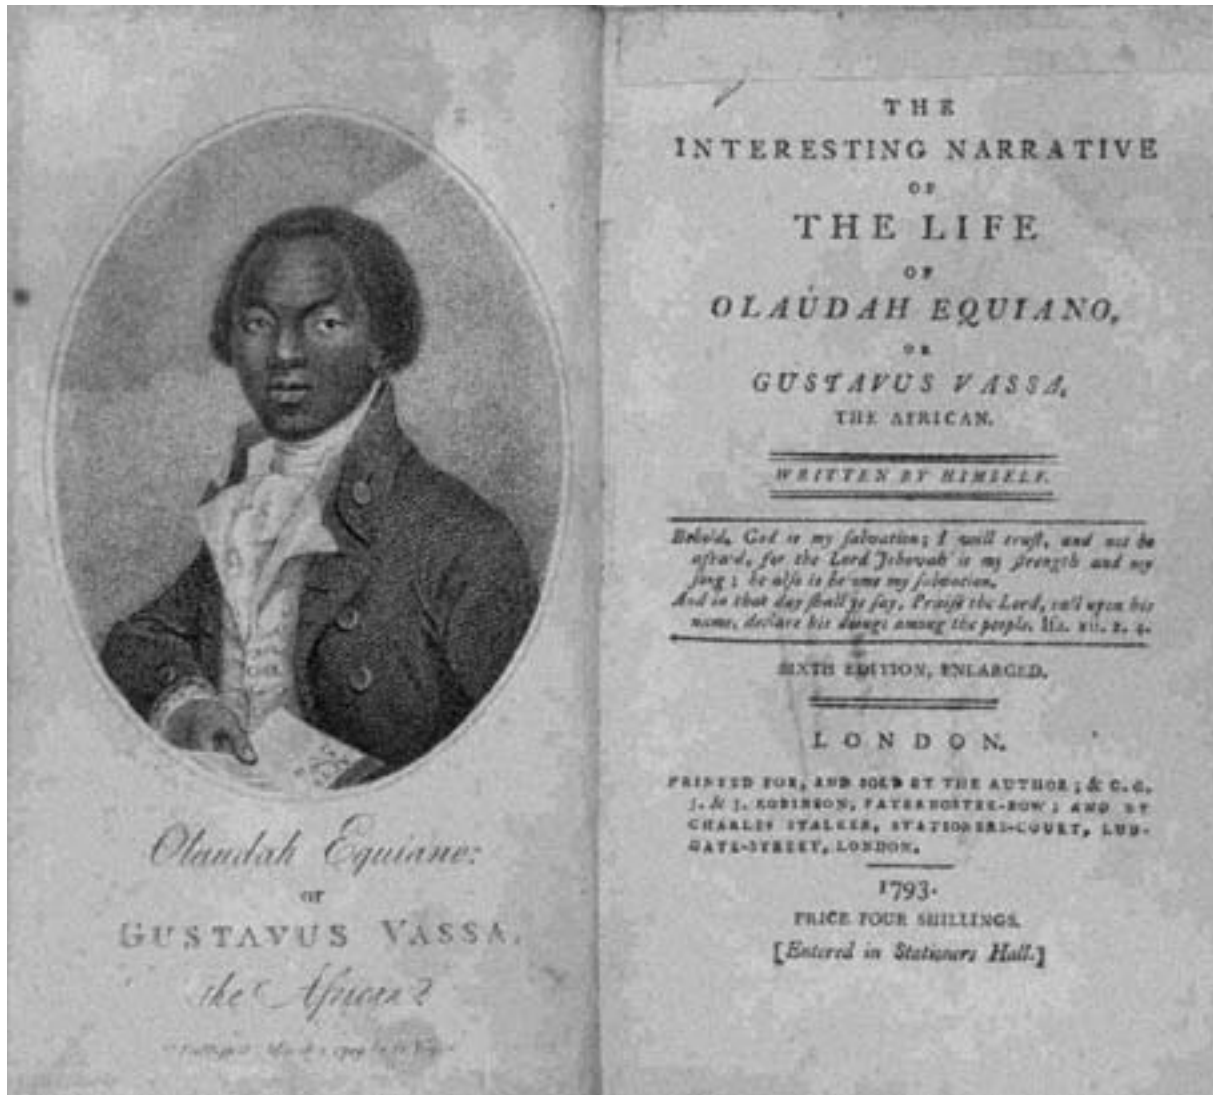 Olaudah Equiano;
or
GUSTAVUS VASSA,
the African?
THE
INTERESTING NARRATIVE
OF
THE LIFE
OF
OLAÚDAH EQUIANO,
OR
GUSTAVUS VASSA,
THE AFRICAN.
WRITTEN BY HIMSELF.
Behold, God is my ſalvation; I will truſt, and not be
afraid, for the Lord Jehovah is my ſtrength and my
ſong; he alſo is become my ſalvation.
And in that day ſhall ye ſay, Praiſe the Lord, call upon his
name, declare his doings among the people. Iſa. xii. 2. 4.
SIXTH EDITION, ENLARGED.
LONDON.
PRINTED FOR, AND SOLD BY THE AUTHOR; & G. G.
J. & J. ROBINSON, PATERNOSTER-ROW; AND BY
CHARLES STALKER, STATIONERS-COURT, LUD-
GATE-STREET, LONDON.
1793.
PRICE FOUR SHILLINGS.
[Entered in Stationers Hall.]